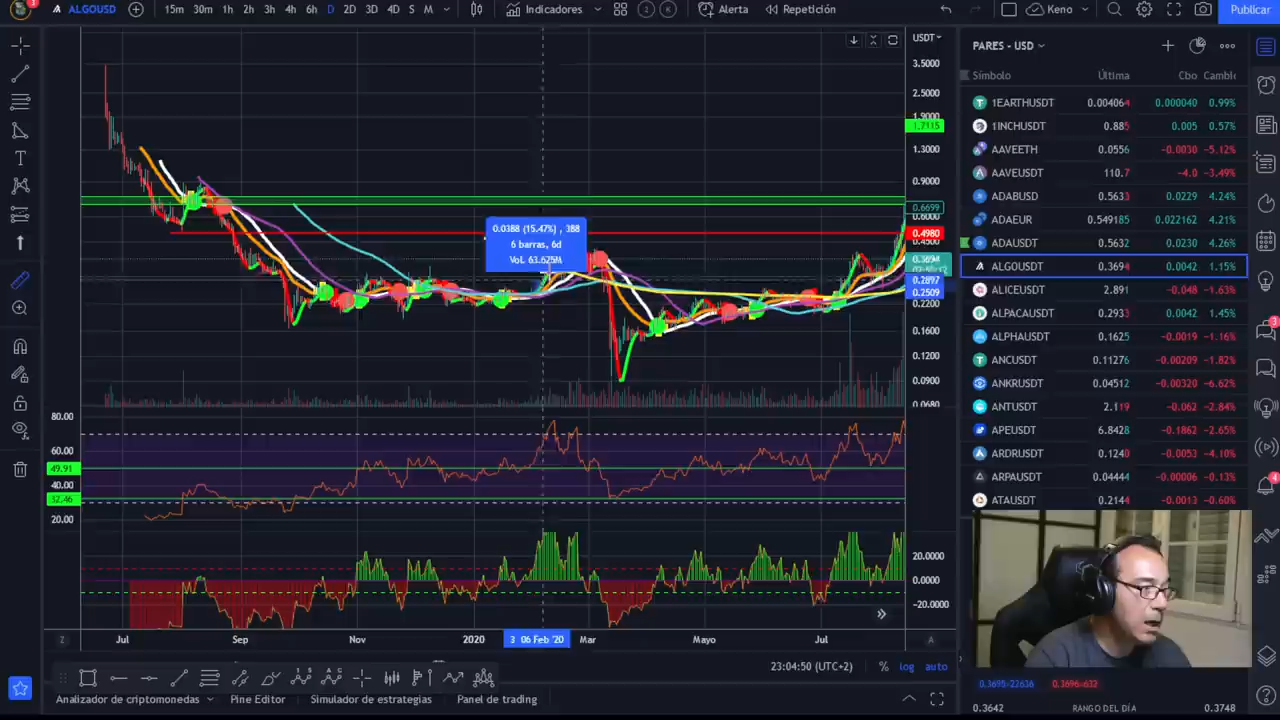 3
ALGOUSD
15m 30m 1h 2h 3h 4h 6h D 2D 3D 4D S M
Indicadores
Alerta
Repetición
Keno
Publicar
USDT
3.5000
2.5000
1.9000
1.7115
1.3000
0.9000
0.6699
0.6000
0.4980
0.4500
0.3694
0.2897
0.2509
0.2200
0.1600
0.1200
0.0900
0.0680
0.0388 (15.47%) , 388
6 barras, 6d
Vol. 63.625M
80.00
60.00
49.91
40.00
32.46
20.00
20.0000
0.0000
-20.0000
Z Jul Sep Nov 2020 3 06 Feb '20 Mar Mayo Jul A
23:04:50 (UTC+2) % log auto
Analizador de criptomonedas Pine Editor Simulador de estrategias Panel de trading
PARES - USD
Símbolo Última Cbo Cambic
1EARTHUSDT 0.004064 0.000040 0.99%
1INCHUSDT 0.885 0.005 0.57%
AAVEETH 0.0556 -0.0030 -5.12%
AAVEUSDT 110.7 -4.0 -3.49%
ADABUSD 0.5633 0.0229 4.24%
ADAEUR 0.549185 0.022162 4.21%
ADAUSDT 0.5632 0.0230 4.26%
ALGOUSDT 0.3694 0.0042 1.15%
ALICEUSDT 2.891 -0.048 -1.63%
ALPACAUSDT 0.2933 0.0042 1.45%
ALPHAUSDT 0.1625 -0.0019 -1.16%
ANCUSDT 0.11276 -0.00209 -1.82%
ANKRUSDT 0.04512 -0.00320 -6.62%
ANTUSDT 2.119 -0.062 -2.84%
APEUSDT 6.8428 -0.1862 -2.65%
ARDRUSDT 0.1240 -0.0053 -4.10%
ARPAUSDT 0.04444 -0.00006 -0.13%
ATAUSDT 0.2144 -0.0013 -0.60%
0.3695×22636 0.3696×632
0.3642 RANGO DEL DÍA 0.3748
3
4